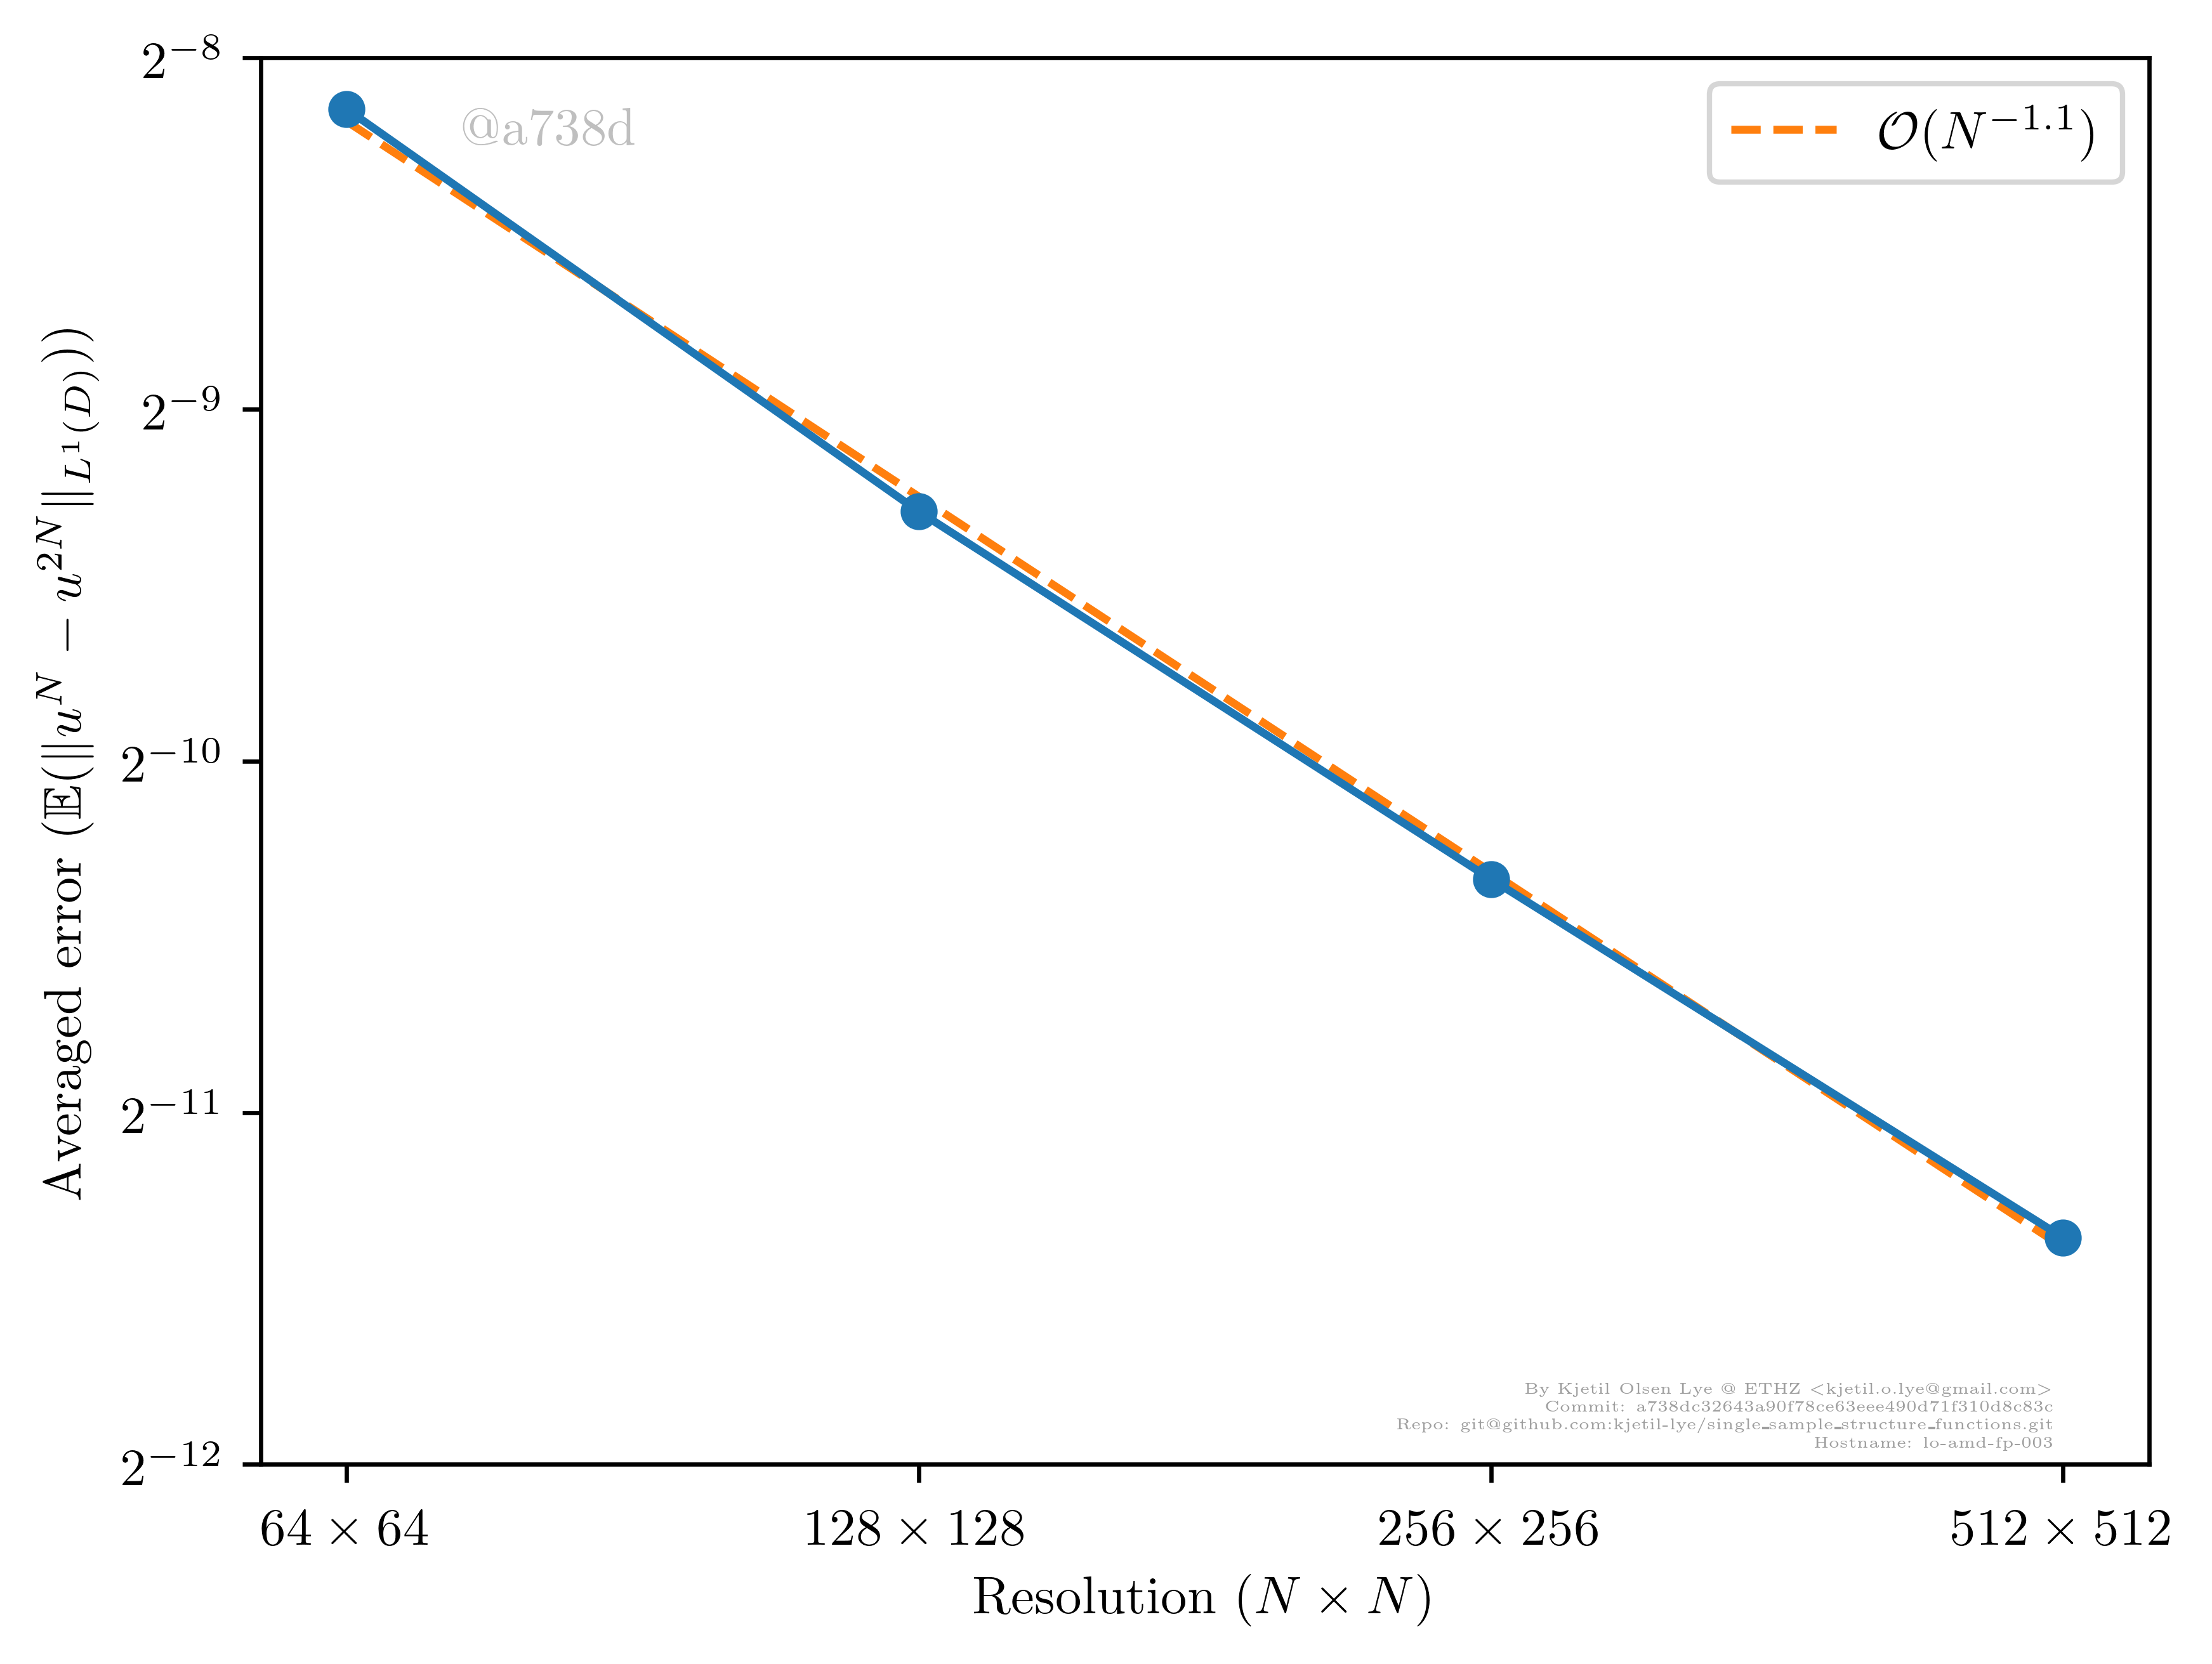 2^{-8}
@a738d
𝒪(N^{-1.1})
2^{-9}
2^{-10}
2^{-11}
2^{-12}
Averaged error (𝔼(||u^N − u^{2N}||_{L^1(D)}))
By Kjetil Olsen Lye @ ETHZ <kjetil.o.lye@gmail.com>
Commit: a738dc32643a90f78ce63eee490d71f310d8c83c
Repo: git@github.com:kjetil-lye/single_sample_structure_functions.git
Hostname: lo-amd-fp-003
64 × 64 128 × 128 256 × 256 512 × 512
Resolution (N × N)